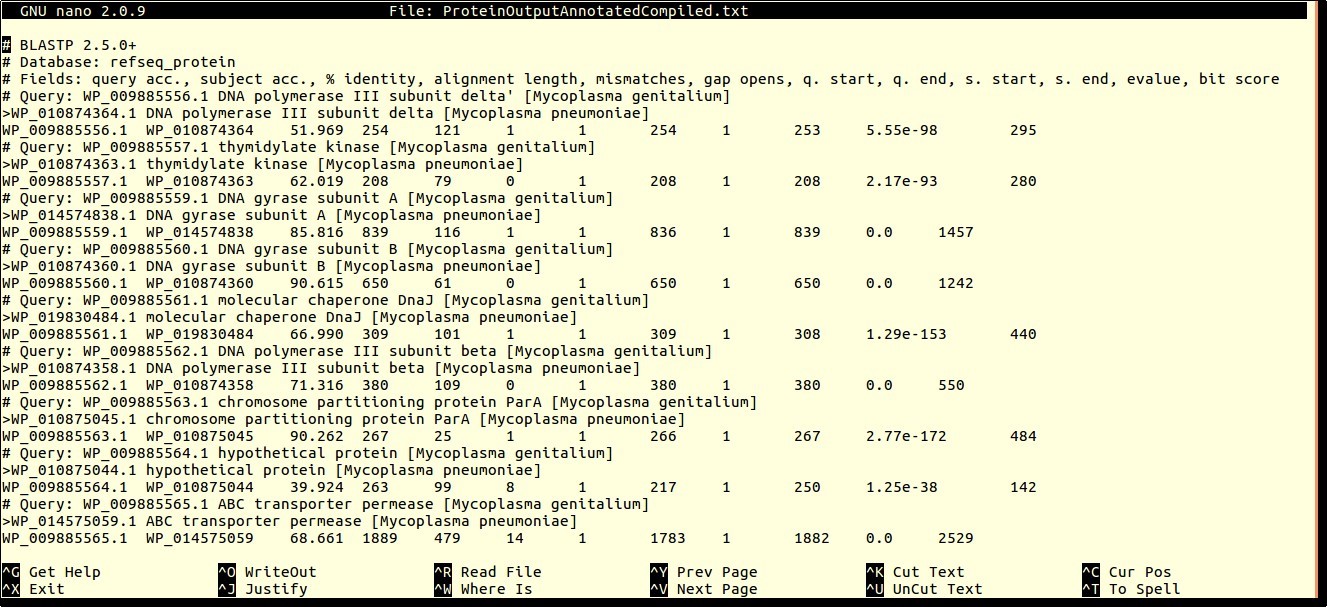 GNU nano 2.0.9 File: ProteinOutputAnnotatedCompiled.txt
# BLASTP 2.5.0+
# Database: refseq_protein
# Fields: query acc., subject acc., % identity, alignment length, mismatches, gap opens, q. start, q. end, s. start, s. end, evalue, bit score
# Query: WP_009885556.1 DNA polymerase III subunit delta' [Mycoplasma genitalium]
>WP_010874364.1 DNA polymerase III subunit delta [Mycoplasma pneumoniae]
WP_009885556.1 WP_010874364 51.969 254 121 1 1 254 1 253 5.55e-98 295
# Query: WP_009885557.1 thymidylate kinase [Mycoplasma genitalium]
>WP_010874363.1 thymidylate kinase [Mycoplasma pneumoniae]
WP_009885557.1 WP_010874363 62.019 208 79 0 1 208 1 208 2.17e-93 280
# Query: WP_009885559.1 DNA gyrase subunit A [Mycoplasma genitalium]
>WP_014574838.1 DNA gyrase subunit A [Mycoplasma pneumoniae]
WP_009885559.1 WP_014574838 85.816 839 116 1 1 836 1 839 0.0 1457
# Query: WP_009885560.1 DNA gyrase subunit B [Mycoplasma genitalium]
>WP_010874360.1 DNA gyrase subunit B [Mycoplasma pneumoniae]
WP_009885560.1 WP_010874360 90.615 650 61 0 1 650 1 650 0.0 1242
# Query: WP_009885561.1 molecular chaperone DnaJ [Mycoplasma genitalium]
>WP_019830484.1 molecular chaperone DnaJ [Mycoplasma pneumoniae]
WP_009885561.1 WP_019830484 66.990 309 101 1 1 309 1 308 1.29e-153 440
# Query: WP_009885562.1 DNA polymerase III subunit beta [Mycoplasma genitalium]
>WP_010874358.1 DNA polymerase III subunit beta [Mycoplasma pneumoniae]
WP_009885562.1 WP_010874358 71.316 380 109 0 1 380 1 380 0.0 550
# Query: WP_009885563.1 chromosome partitioning protein ParA [Mycoplasma genitalium]
>WP_010875045.1 chromosome partitioning protein ParA [Mycoplasma pneumoniae]
WP_009885563.1 WP_010875045 90.262 267 25 1 1 266 1 267 2.77e-172 484
# Query: WP_009885564.1 hypothetical protein [Mycoplasma genitalium]
>WP_010875044.1 hypothetical protein [Mycoplasma pneumoniae]
WP_009885564.1 WP_010875044 39.924 263 99 8 1 217 1 250 1.25e-38 142
# Query: WP_009885565.1 ABC transporter permease [Mycoplasma genitalium]
>WP_014575059.1 ABC transporter permease [Mycoplasma pneumoniae]
WP_009885565.1 WP_014575059 68.661 1889 479 14 1 1783 1 1882 0.0 2529
^G Get Help ^O WriteOut ^R Read File ^Y Prev Page ^K Cut Text ^C Cur Pos
^X Exit ^J Justify ^W Where Is ^V Next Page ^U UnCut Text ^T To Spell